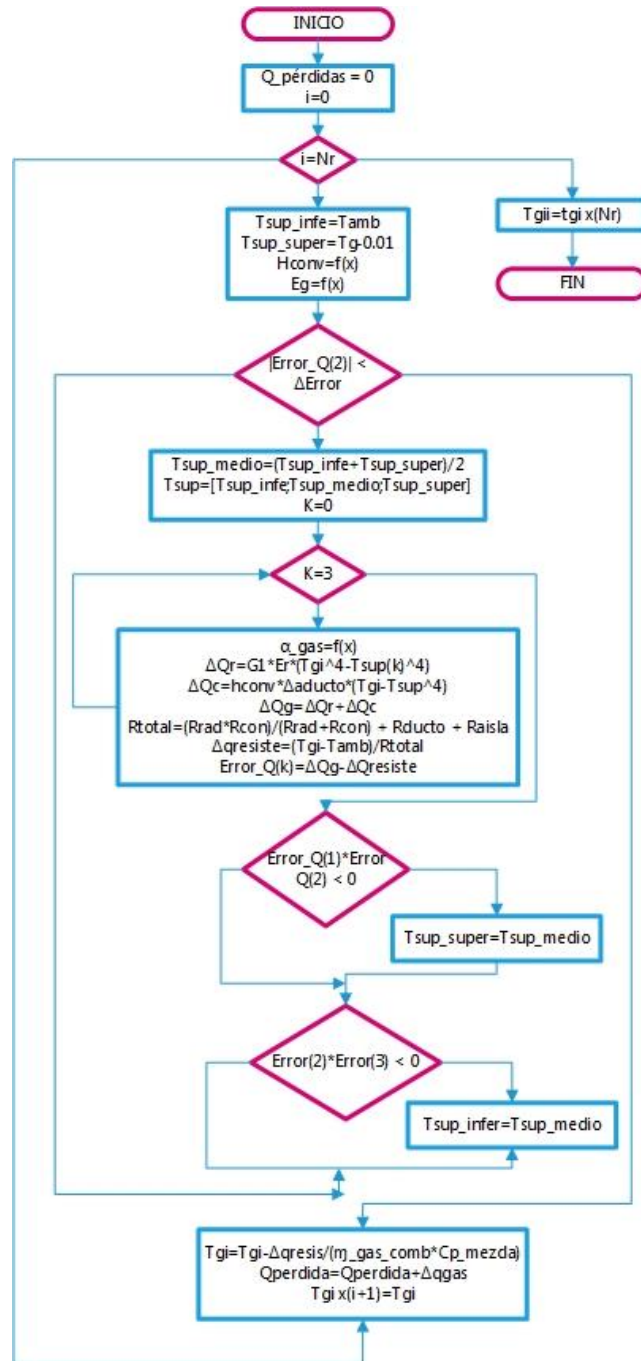 INICIO
Q_pérdidas = 0
i=0
i=Nr
Tsup_infe=Tamb
Tsup_super=Tg-0.01
Hconv=f(x)
Eg=f(x)
Tgii=tgi x(Nr)
FIN
|Error_Q(2)| <
ΔError
Tsup_medio=(Tsup_infe+Tsup_super)/2
Tsup=[Tsup_infe;Tsup_medio;Tsup_super]
K=0
K=3
α_gas=f(x)
ΔQr=G1*Er*(Tgi^4-Tsup(k)^4)
ΔQc=hconv*Δaducto*(Tgi-Tsup^4)
ΔQg=ΔQr+ΔQc
Rtotal=(Rrad*Rcon)/(Rrad+Rcon) + Rducto + Raisla
Δqresiste=(Tgi-Tamb)/Rtotal
Error_Q(k)=ΔQg-ΔQresiste
Error_Q(1)*Error
Q(2) < 0
Tsup_super=Tsup_medio
Error(2)*Error(3) < 0
Tsup_infer=Tsup_medio
Tgi=Tgi-Δqresis/(ɱ_gas_comb*Cp_mezcla)
Qperdida=Qperdida+Δqgas
Tgi x(i+1)=Tgi